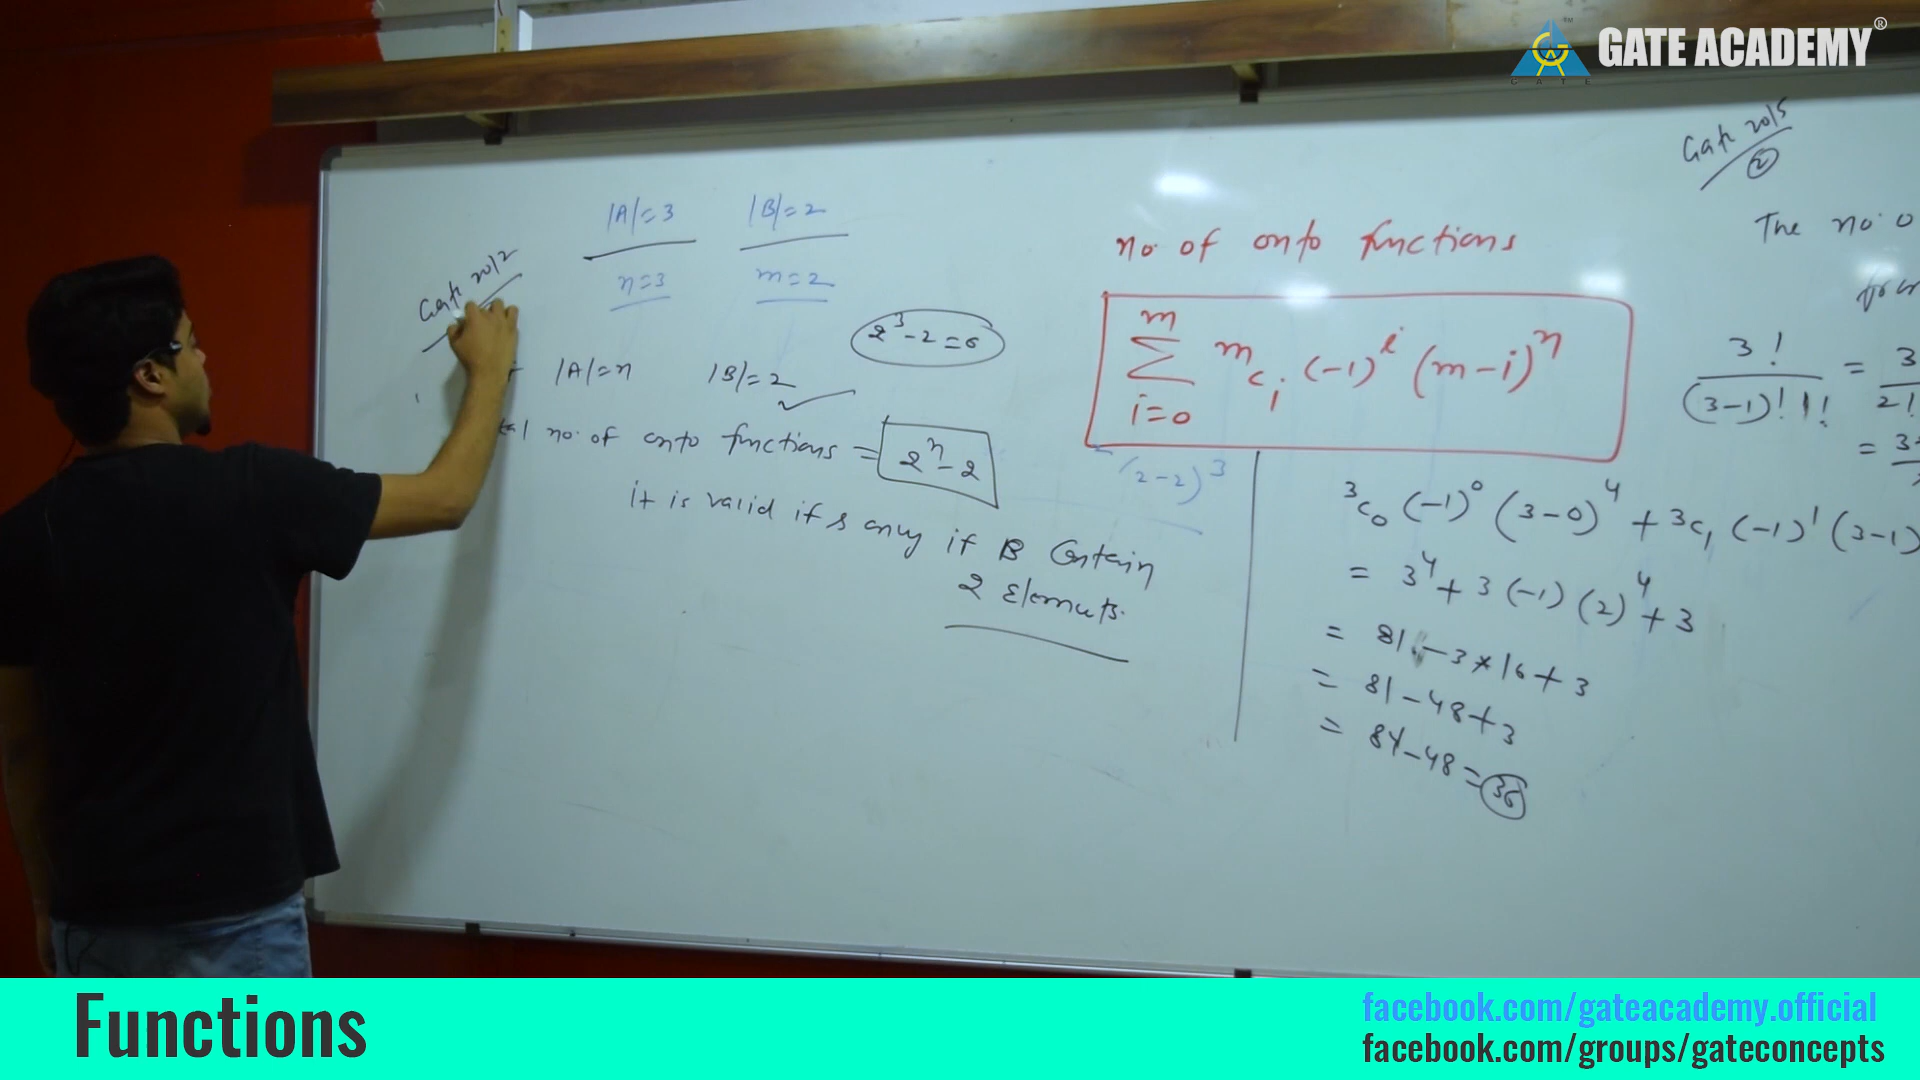 GATE ACADEMY®
GATE
Gate 2015
2
The no. o
from
Gate 2012
|A|=3 |B|=2
n=3 m=2
2³-2=6
|A|=n |B|=2
no. of onto functions = 2ⁿ-2
it is valid if & only if B Contain
2 Elements.
no. of onto functions
m
∑ ᵐCᵢ (-1)ⁱ (m-i)ⁿ
i=0
(2-2)³
3! / (3-1)! 1! = 3 / 2!
= 3
³C₀ (-1)⁰ (3-0)⁴ + 3C₁ (-1)¹ (3-1)
= 3⁴ + 3(-1) (2)⁴ + 3
= 81 - 3*16 + 3
= 81 - 48 + 3
= 84 - 48 = 36
Functions
facebook.com/gateacademy.official
facebook.com/groups/gateconcepts